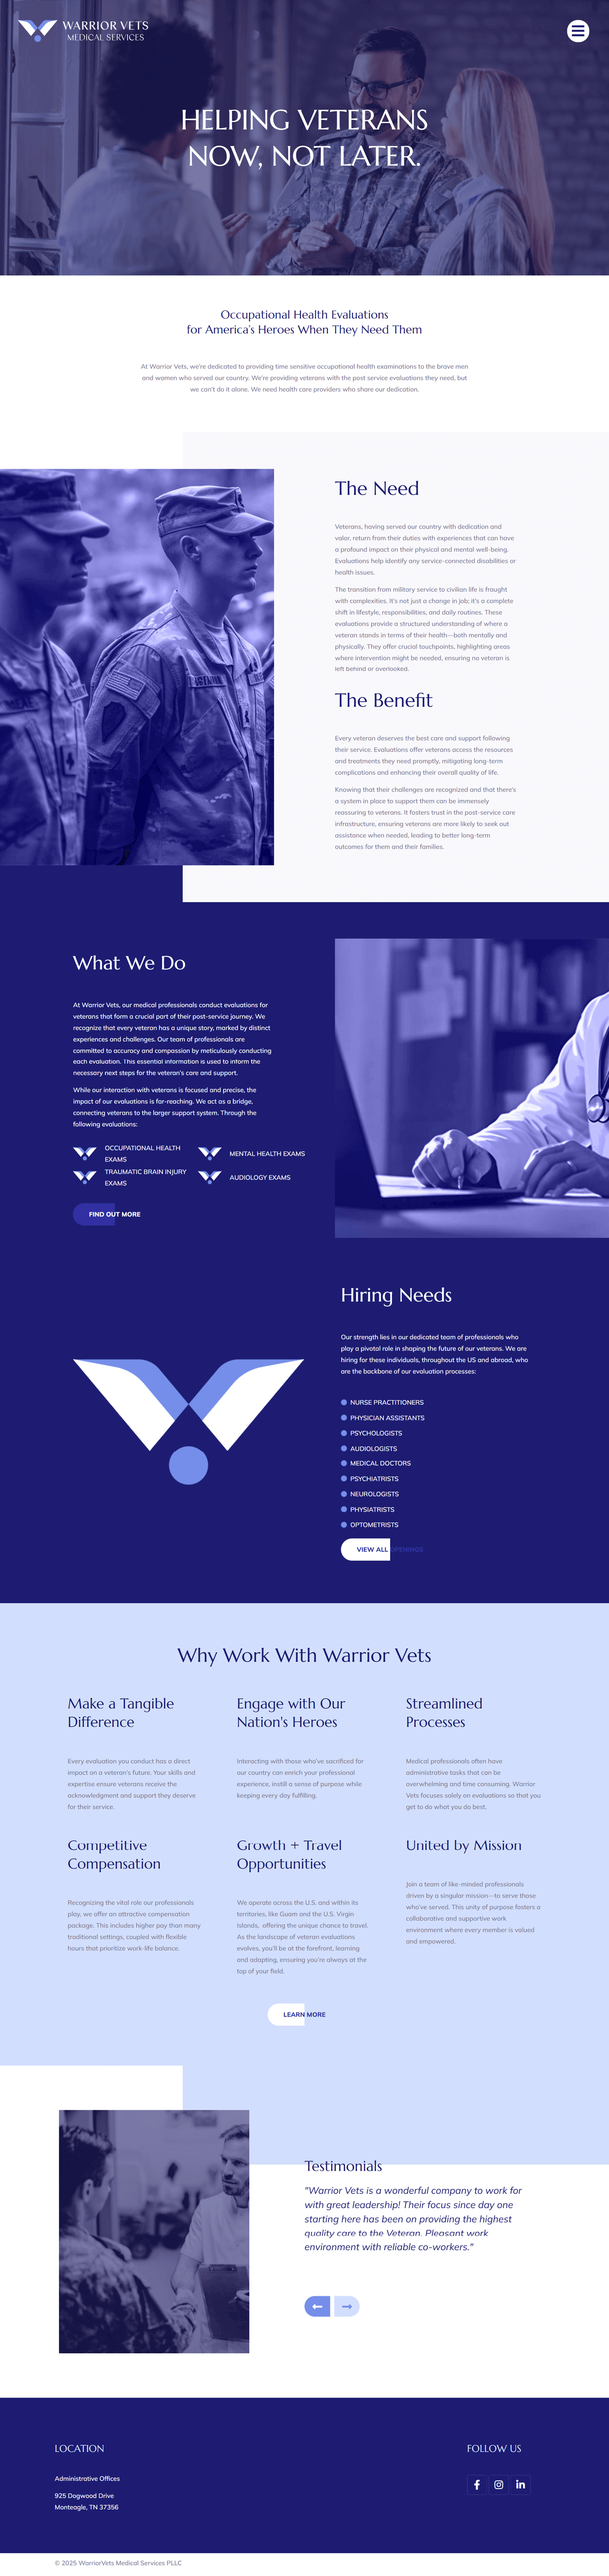 WARRIOR VETS
MEDICAL SERVICES
HELPING VETERANS
NOW, NOT LATER.
Occupational Health Evaluations
for America's Heroes When They Need Them
At Warrior Vets, we're dedicated to providing time sensitive occupational health examinations to the brave men
and women who served our country. We're providing veterans with the post service evaluations they need, but
we can't do it alone. We need health care providers who share our dedication.
The Need
Veterans, having served our country with dedication and
valor, return from their duties with experiences that can have
a profound impact on their physical and mental well-being.
Evaluations help identify any service-connected disabilities or
health issues.
The transition from military service to civilian life is fraught
with complexities. It's not just a change in job; it's a complete
shift in lifestyle, responsibilities, and daily routines. These
evaluations provide a structured understanding of where a
veteran stands in terms of their health—both mentally and
physically. They offer crucial touchpoints, highlighting areas
where intervention might be needed, ensuring no veteran is
left behind or overlooked.
The Benefit
Every veteran deserves the best care and support following
their service. Evaluations offer veterans access the resources
and treatments they need promptly, mitigating long-term
complications and enhancing their overall quality of life.
Knowing that their challenges are recognized and that there's
a system in place to support them can be immensely
reassuring to veterans. It fosters trust in the post-service care
infrastructure, ensuring veterans are more likely to seek out
assistance when needed, leading to better long-term
outcomes for them and their families.
What We Do
At Warrior Vets, our medical professionals conduct evaluations for
veterans that form a crucial part of their post-service journey. We
recognize that every veteran has a unique story, marked by distinct
experiences and challenges. Our team of professionals are
committed to accuracy and compassion by meticulously conducting
each evaluation. This essential information is used to inform the
necessary next steps for the veteran's care and support.
While our interaction with veterans is focused and precise, the
impact of our evaluations is far-reaching. We act as a bridge,
connecting veterans to the larger support system. Through the
following evaluations:
OCCUPATIONAL HEALTH
EXAMS
MENTAL HEALTH EXAMS
TRAUMATIC BRAIN INJURY
EXAMS
AUDIOLOGY EXAMS
FIND OUT MORE
Hiring Needs
Our strength lies in our dedicated team of professionals who
play a pivotal role in shaping the future of our veterans. We are
hiring for these individuals, throughout the US and abroad, who
are the backbone of our evaluation processes:
NURSE PRACTITIONERS
PHYSICIAN ASSISTANTS
PSYCHOLOGISTS
AUDIOLOGISTS
MEDICAL DOCTORS
PSYCHIATRISTS
NEUROLOGISTS
PHYSIATRISTS
OPTOMETRISTS
VIEW ALL OPENINGS
Why Work With Warrior Vets
Make a Tangible
Difference
Every evaluation you conduct has a direct
impact on a veteran's future. Your skills and
expertise ensure veterans receive the
acknowledgment and support they deserve
for their service.
Engage with Our
Nation's Heroes
Interacting with those who've sacrificed for
our country can enrich your professional
experience, instill a sense of purpose while
keeping every day fulfilling.
Streamlined
Processes
Medical professionals often have
administrative tasks that can be
overwhelming and time consuming. Warrior
Vets focuses solely on evaluations so that you
get to do what you do best.
Competitive
Compensation
Recognizing the vital role our professionals
play, we offer an attractive compensation
package. This includes higher pay than many
traditional settings, coupled with flexible
hours that prioritize work-life balance.
Growth + Travel
Opportunities
We operate across the U.S. and within its
territories, like Guam and the U.S. Virgin
Islands, offering the unique chance to travel.
As the landscape of veteran evaluations
evolves, you'll be at the forefront, learning
and adapting, ensuring you're always at the
top of your field.
United by Mission
Join a team of like-minded professionals
driven by a singular mission—to serve those
who've served. This unity of purpose fosters a
collaborative and supportive work
environment where every member is valued
and empowered.
LEARN MORE
Testimonials
"Warrior Vets is a wonderful company to work for
with great leadership! Their focus since day one
starting here has been on providing the highest
quality care to the Veteran. Pleasant work
environment with reliable co-workers."
LOCATION
Administrative Offices
925 Dogwood Drive
Monteagle, TN 37356
FOLLOW US
© 2025 WarriorVets Medical Services PLLC